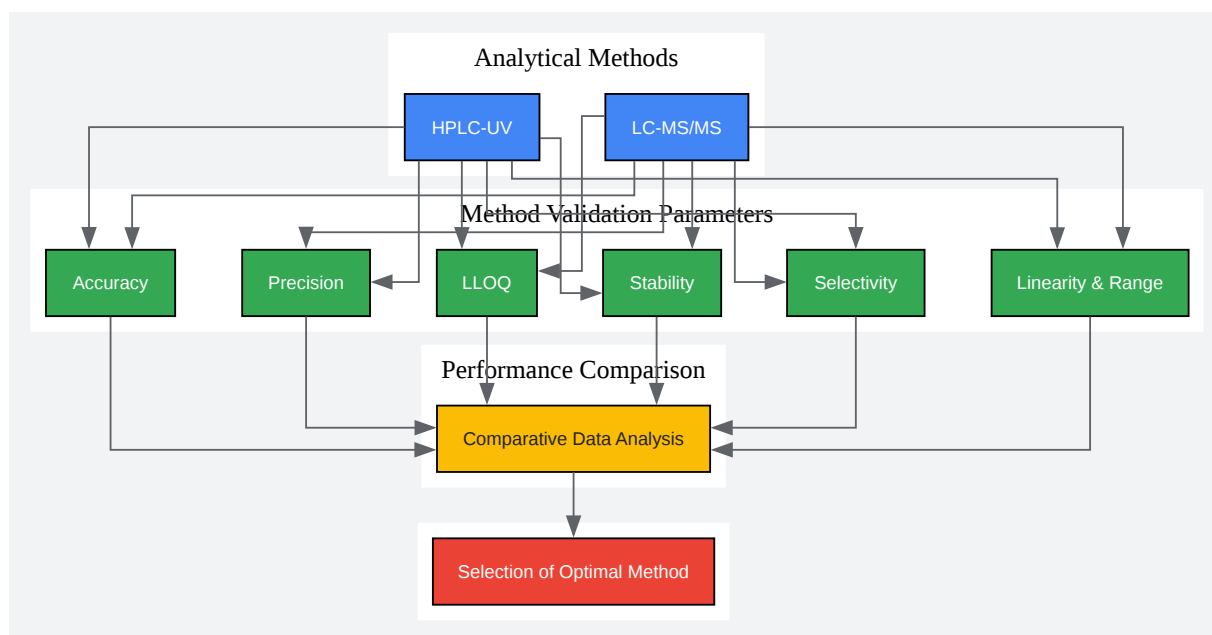 Analytical Methods
HPLC-UV
LC-MS/MS
Method Validation Parameters
Accuracy
Precision
LLOQ
Stability
Selectivity
Linearity & Range
Performance Comparison
Comparative Data Analysis
Selection of Optimal Method